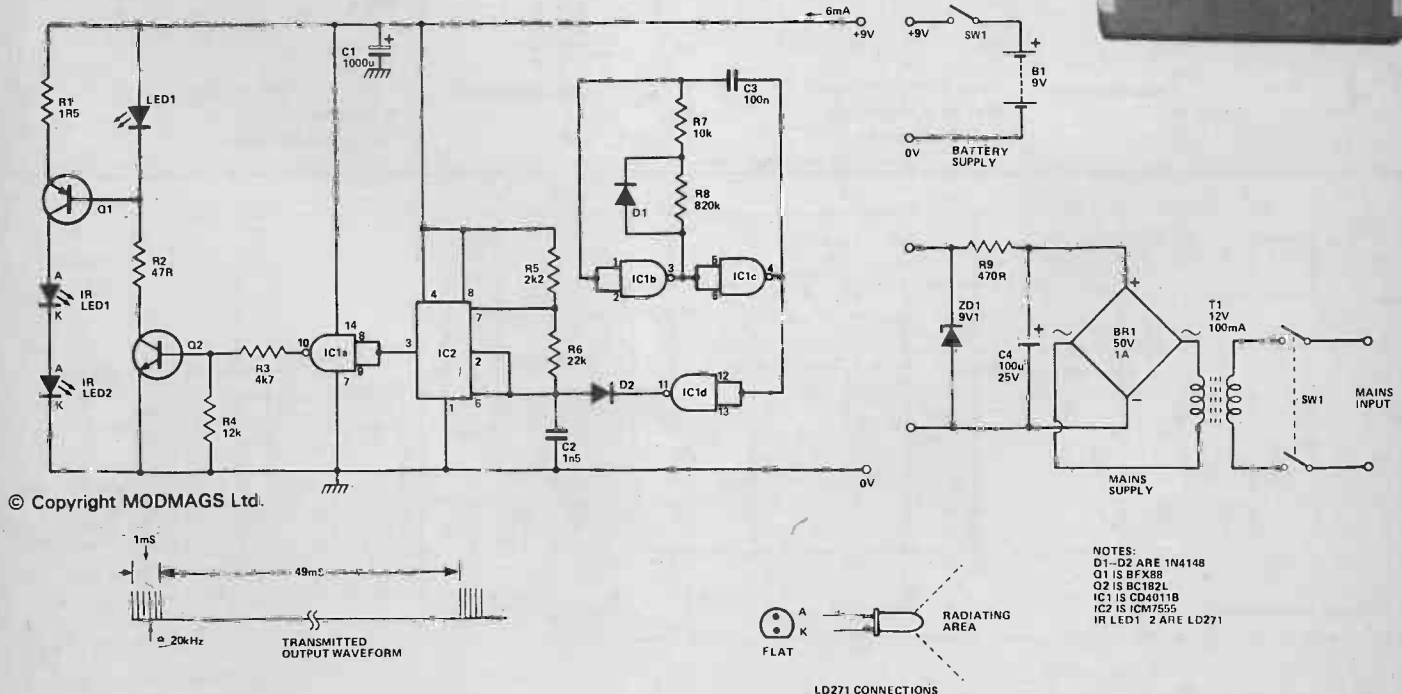 6mA
+9V
C1
1000u
+
R1
1R5
LED1
Q1
R2
47R
A
IR
LED1
K
A
IR
LED2
K
Q2
R3
4k7
R4
12k
10
IC1a
14
7
8
9
3
IC2
4
8
7
2
6
1
R5
2k2
R6
22k
C2
1n5
D2
11
IC1d
12
13
C3
100n
R7
10k
R8
820k
D1
1
2
IC1b
3
5
6
IC1c
4
0V
+9V
SW1
+
B1
9V
0V
BATTERY
SUPPLY
R9
470R
ZD1
9V1
+
C4
100u
25V
+
BR1
50V
1A
−
~
~
T1
12V
100mA
SW1
MAINS
INPUT
MAINS
SUPPLY
© Copyright MODMAGS Ltd.
1mS
49mS
≏ 20kHz
TRANSMITTED
OUTPUT WAVEFORM
A
K
FLAT
RADIATING
AREA
LD271 CONNECTIONS
NOTES:
D1–D2 ARE 1N4148
Q1 IS BFX88
Q2 IS BC182L
IC1 IS CD4011B
IC2 IS ICM7555
IR LED1 2 ARE LD271